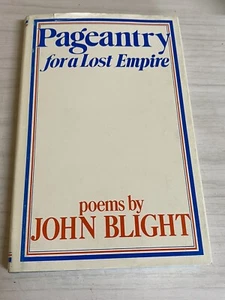 Pageantry
for a Lost Empire
poems by
JOHN BLIGHT